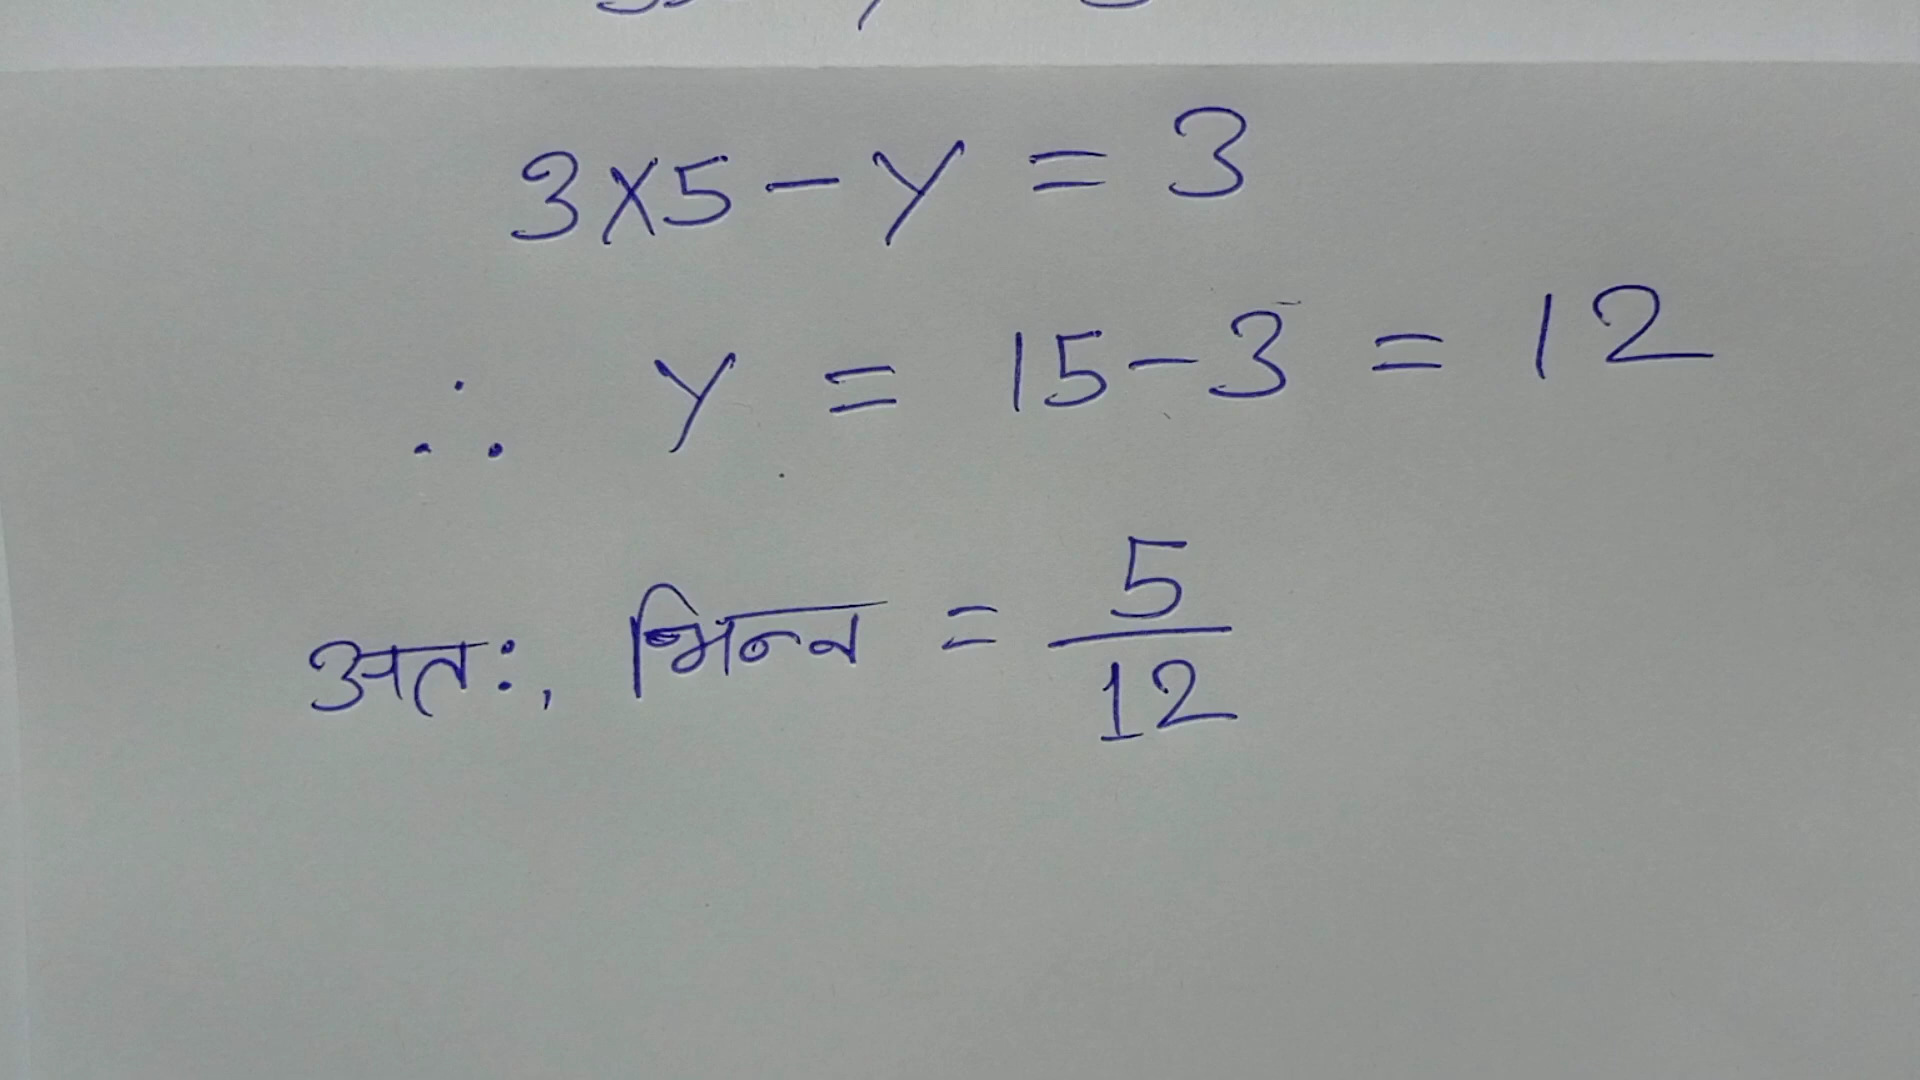 3×5-y = 3
∴ y = 15-3 = 12
अतः, भिन्न = 5/12